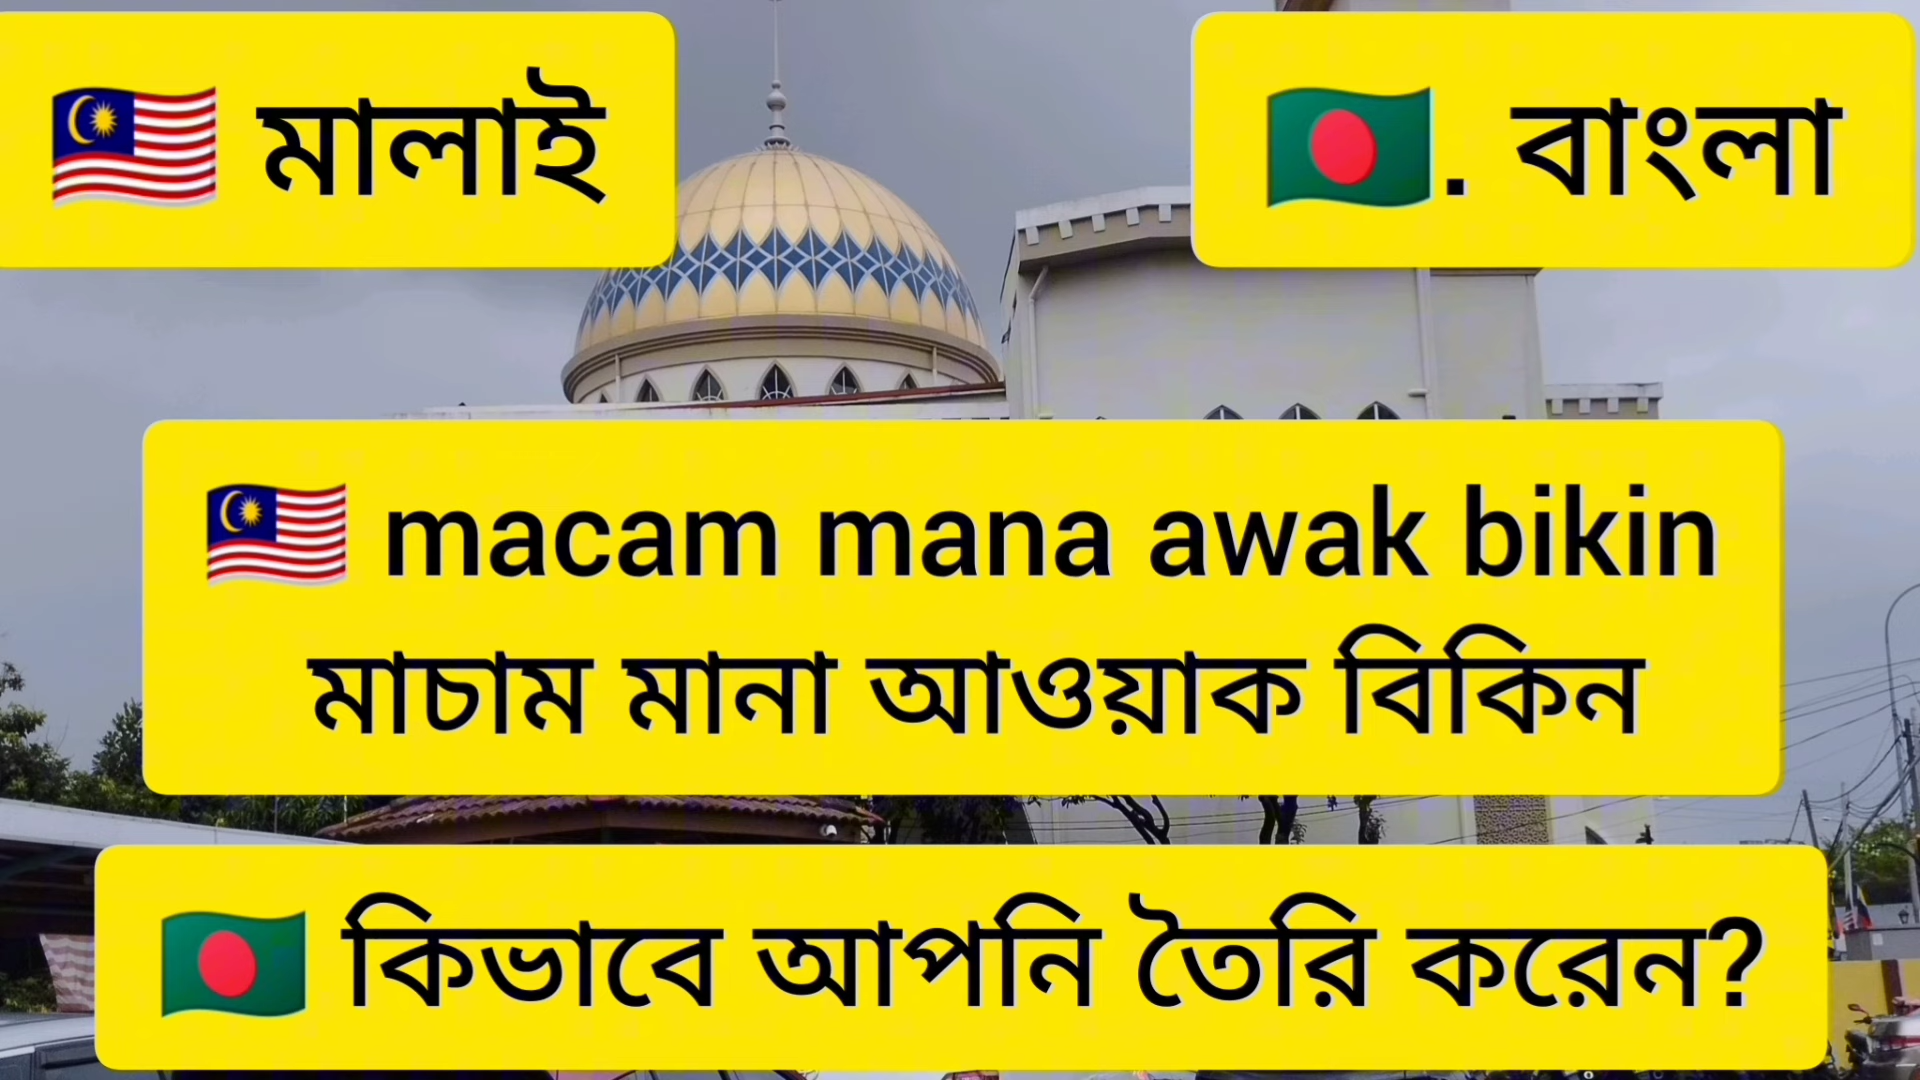 🇲🇾 মালাই
🇧🇩. বাংলা
🇲🇾 macam mana awak bikin
মাচাম মানা আওয়াক বিকিন
🇧🇩 কিভাবে আপনি তৈরি করেন?